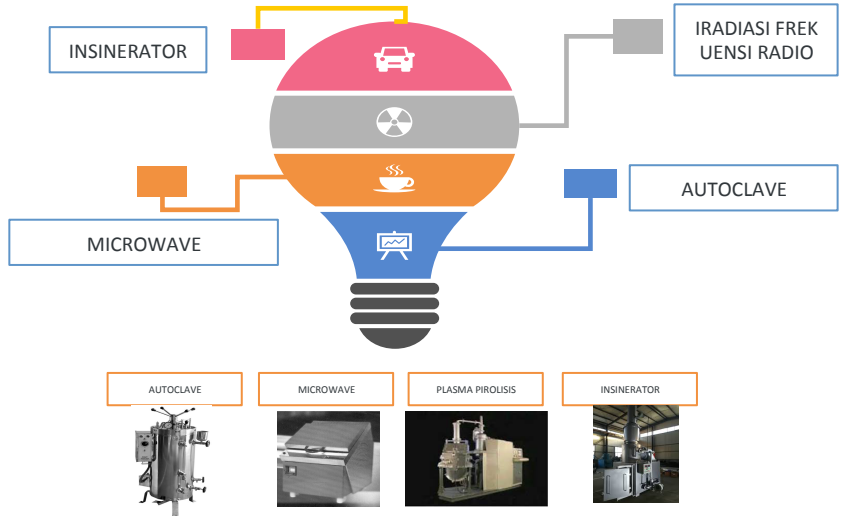 INSINERATOR
IRADIASI FREK
UENSI RADIO
MICROWAVE
AUTOCLAVE
AUTOCLAVE
MICROWAVE
PLASMA PIROLISIS
INSINERATOR